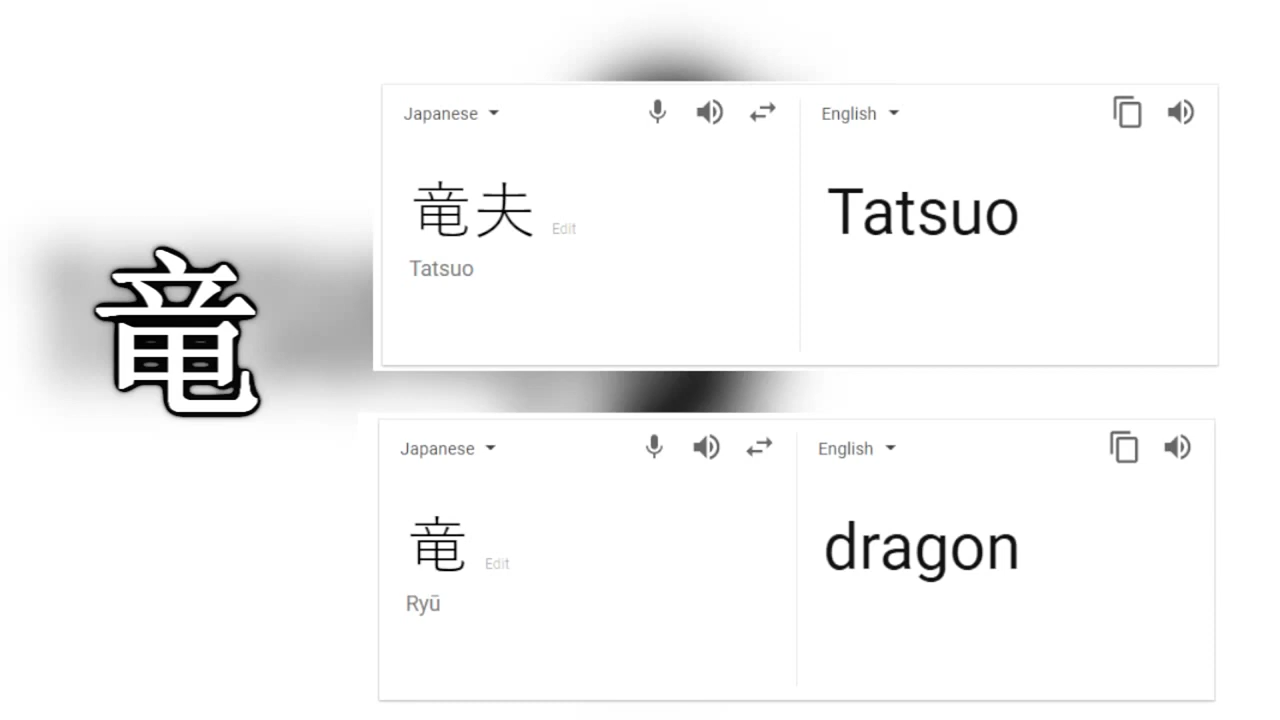 竜
Japanese English
竜夫 Edit Tatsuo
Tatsuo
Japanese English
竜 Edit dragon
Ryū